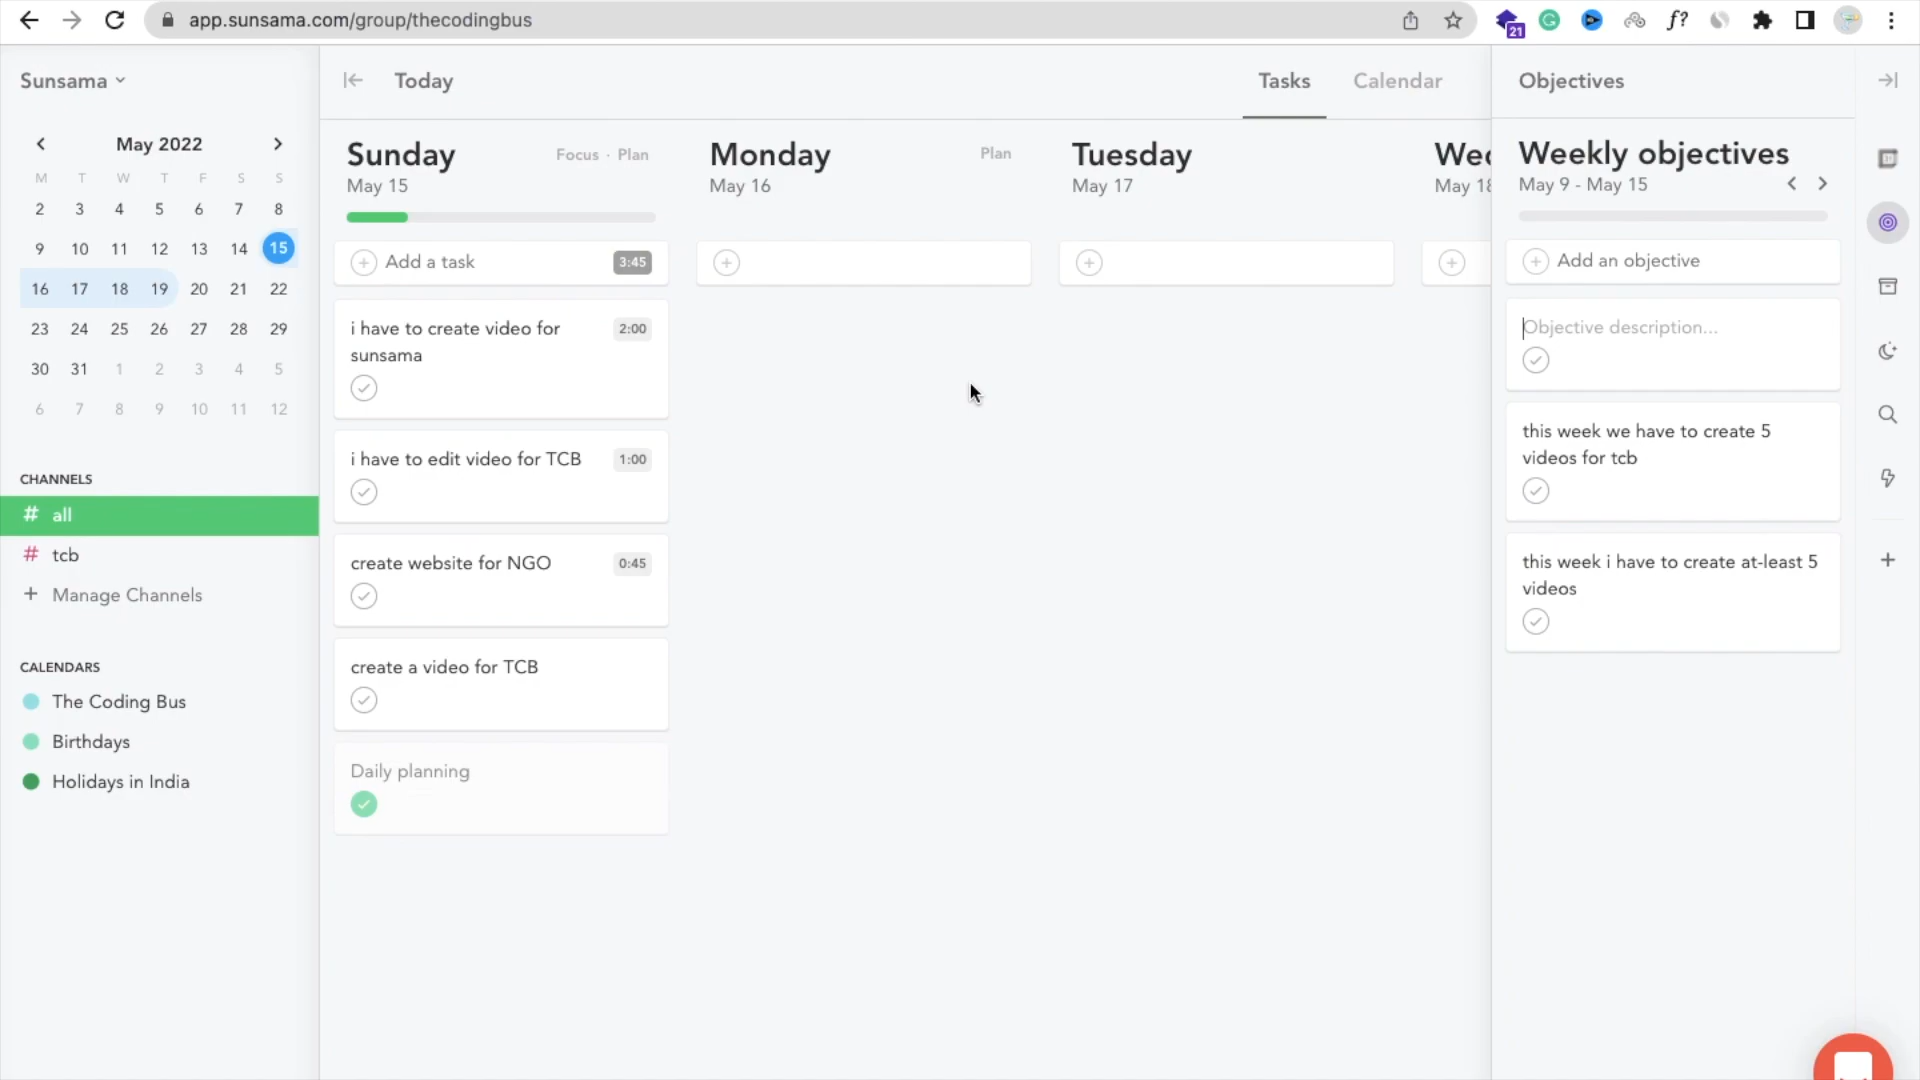 app.sunsama.com/group/thecodingbus
21
f?
Sunsama
May 2022
M T W T F S S
2 3 4 5 6 7 8
9 10 11 12 13 14 15
16 17 18 19 20 21 22
23 24 25 26 27 28 29
30 31 1 2 3 4 5
6 7 8 9 10 11 12
CHANNELS
# all
# tcb
+ Manage Channels
CALENDARS
The Coding Bus
Birthdays
Holidays in India
Today
Tasks
Calendar
Sunday
Focus · Plan
May 15
Add a task
3:45
i have to create video for
sunsama
2:00
i have to edit video for TCB
1:00
create website for NGO
0:45
create a video for TCB
Daily planning
Monday
Plan
May 16
Tuesday
May 17
Wed
May 18
Objectives
Weekly objectives
May 9 - May 15
Add an objective
Objective description...
this week we have to create 5
videos for tcb
this week i have to create at-least 5
videos